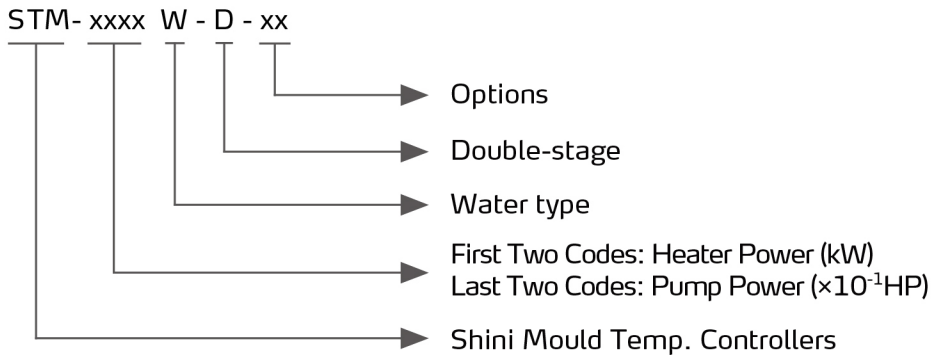 STM- xxxx W - D - xx
Options
Double-stage
Water type
First Two Codes: Heater Power (kW)
Last Two Codes: Pump Power (×10⁻¹HP)
Shini Mould Temp. Controllers